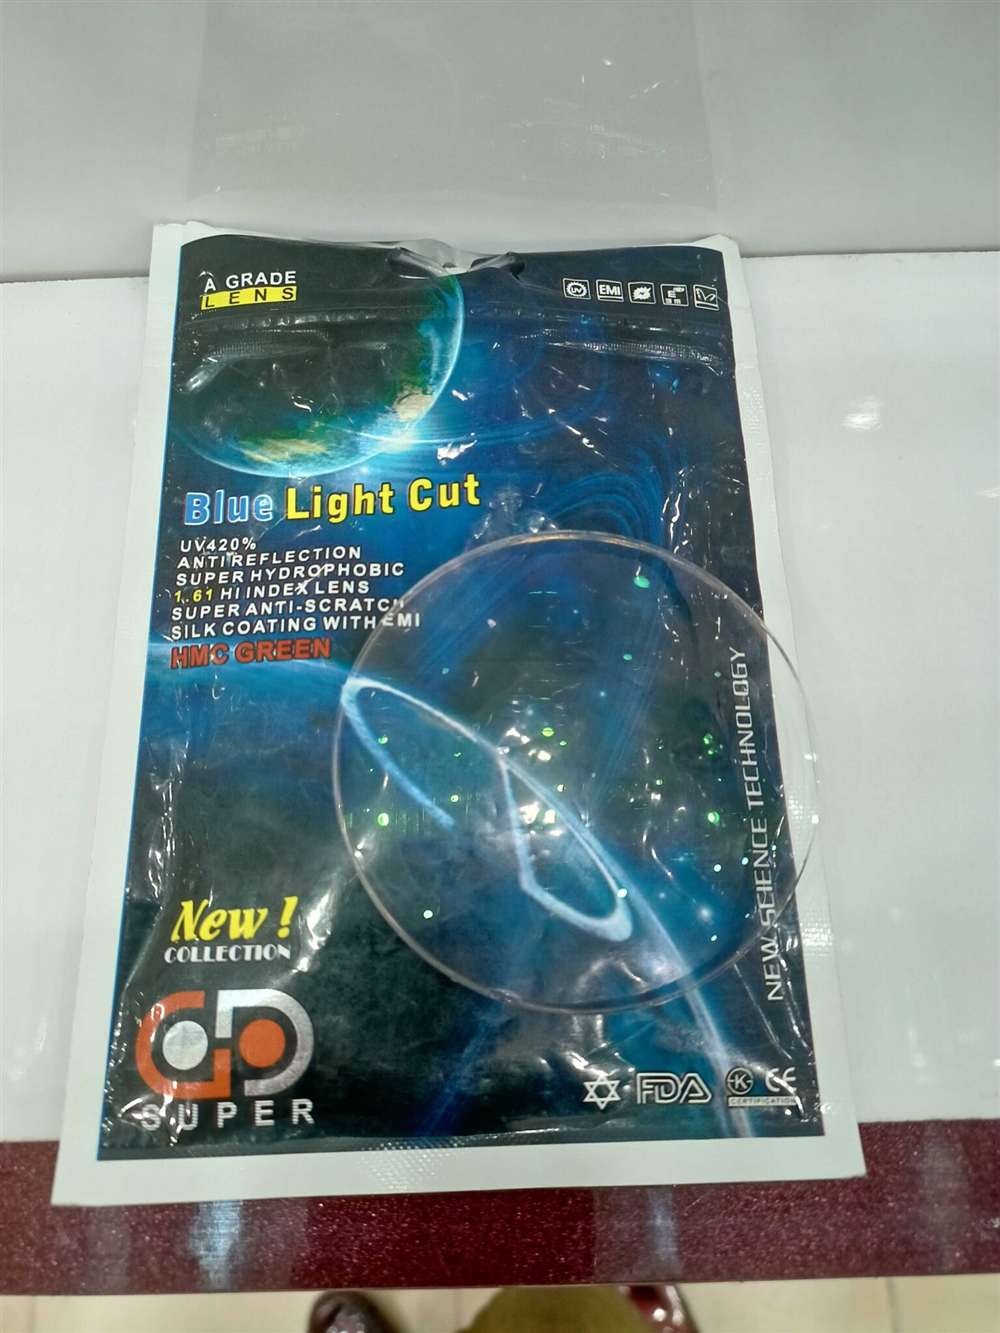 A GRADE
LENS
UV
EMI
Blue Light Cut
UV420%
ANTI REFLECTION
SUPER HYDROPHOBIC
1.61 HI INDEX LENS
SUPER ANTI-SCRATCH
SILK COATING WITH EMI
HMC GREEN
NEW SCIENCE TECHNOLOGY
New !
COLLECTION
SUPER
FDA
K
CERTIFICATION
CE